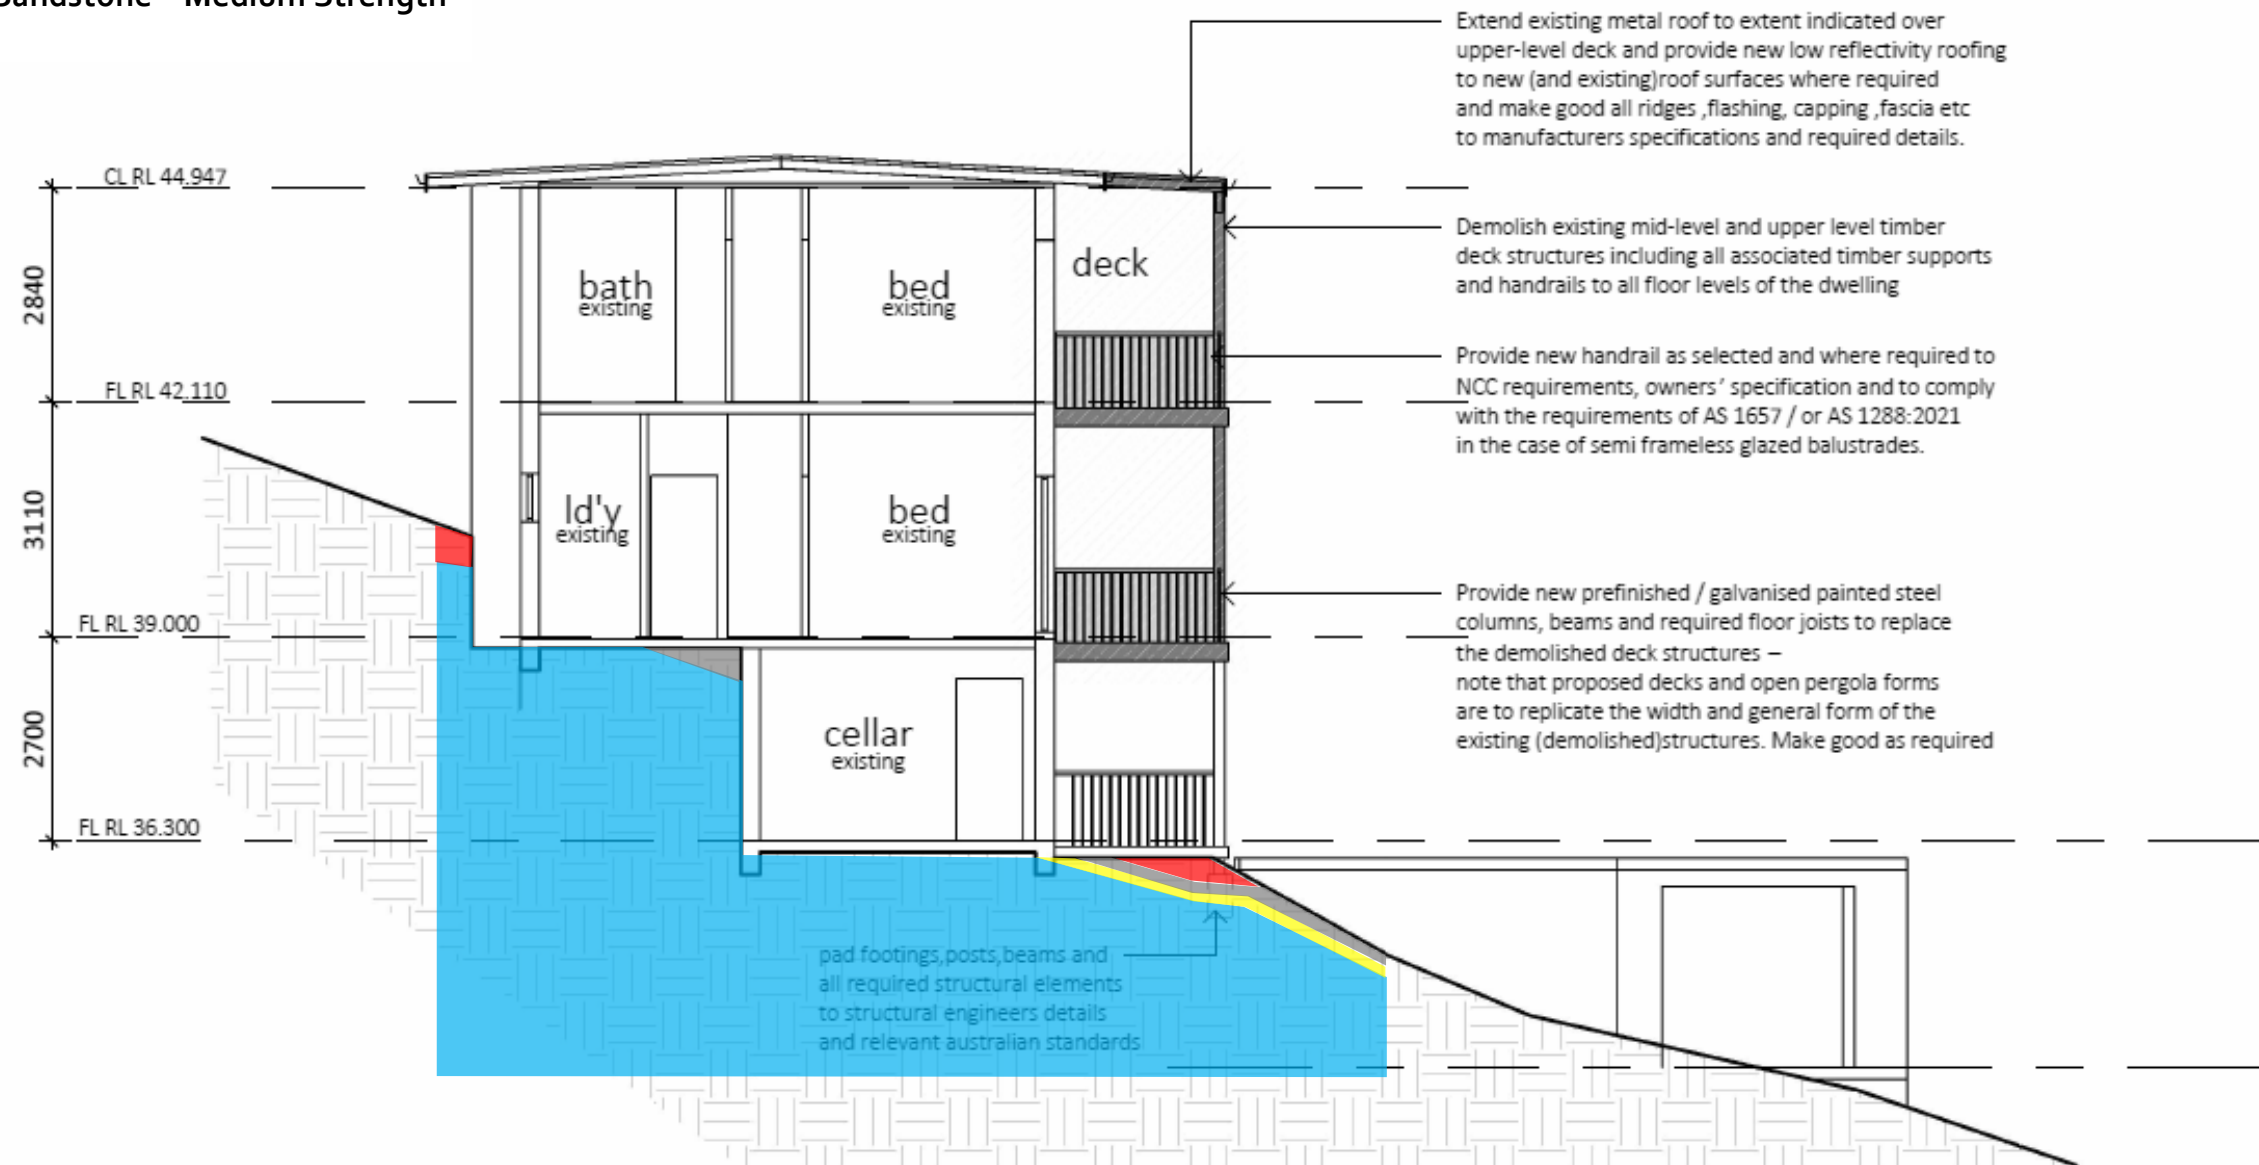 Sandstone - Medium Strength
Extend existing metal roof to extent indicated over
upper-level deck and provide new low reflectivity roofing
to new (and existing)roof surfaces where required
and make good all ridges ,flashing, capping ,fascia etc
to manufacturers specifications and required details.
CL RL 44.947
Demolish existing mid-level and upper level timber
deck structures including all associated timber supports
and handrails to all floor levels of the dwelling
deck
bath
existing
bed
existing
2840
Provide new handrail as selected and where required to
NCC requirements, owners' specification and to comply
with the requirements of AS 1657 / or AS 1288:2021
in the case of semi frameless glazed balustrades.
FL RL 42.110
3110
ld'y
existing
bed
existing
Provide new prefinished / galvanised painted steel
columns, beams and required floor joists to replace
the demolished deck structures –
note that proposed decks and open pergola forms
are to replicate the width and general form of the
existing (demolished)structures. Make good as required
FL RL 39.000
2700
cellar
existing
FL RL 36.300
pad footings,posts,beams and
all required structural elements
to structural engineers details
and relevant australian standards